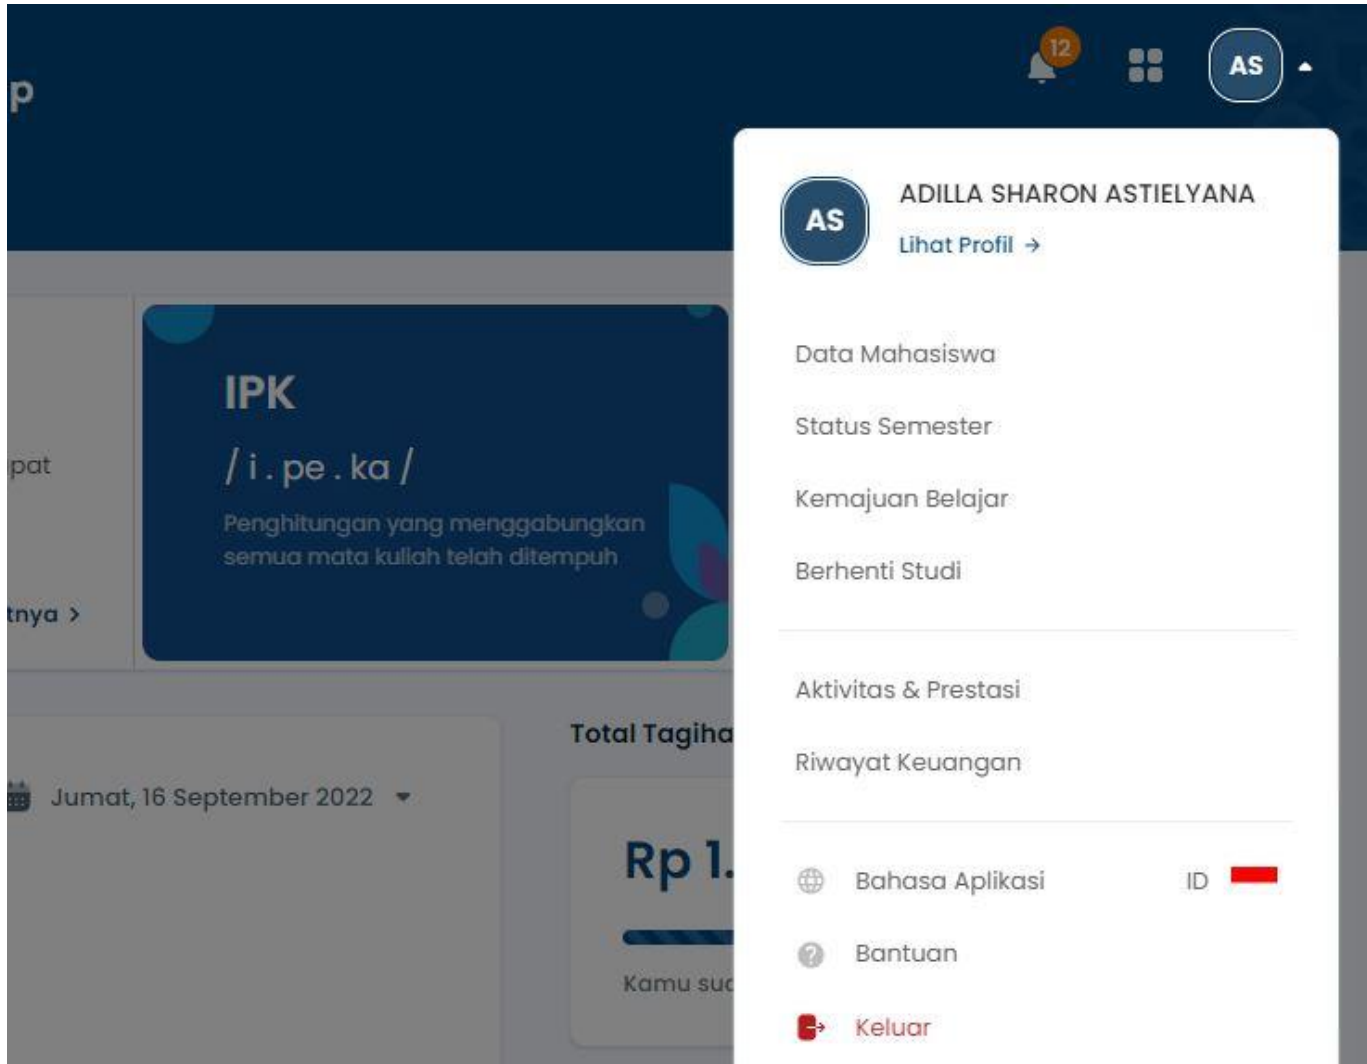 12
AS
p
AS
ADILLA SHARON ASTIELYANA
Lihat Profil →
Data Mahasiswa
Status Semester
Kemajuan Belajar
Berhenti Studi
Aktivitas & Prestasi
Riwayat Keuangan
Bahasa Aplikasi ID
Bantuan
Keluar
pat
tnya >
IPK
/ i . pe . ka /
Penghitungan yang menggabungkan
semua mata kuliah telah ditempuh
Jumat, 16 September 2022
Total Tagiha
Rp 1.
Kamu sud